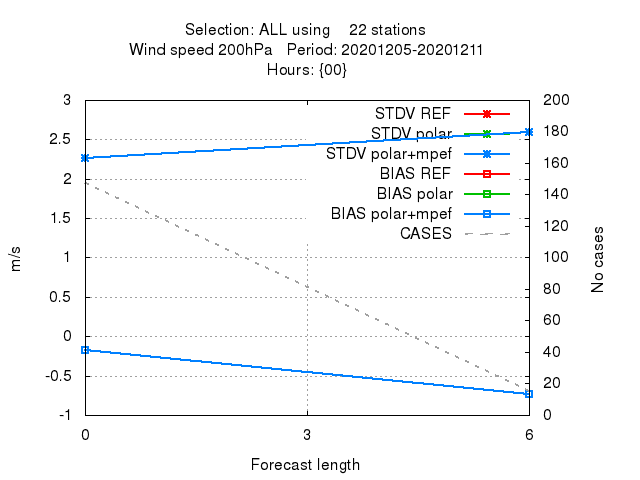 Selection: ALL using 22 stations
Wind speed 200hPa Period: 20201205-20201211
Hours: {00}
3
2.5
2
1.5
1
0.5
0
-0.5
-1
m/s
200
180
160
140
120
100
80
60
40
20
0
No cases
STDV REF
STDV polar
STDV polar+mpef
BIAS REF
BIAS polar
BIAS polar+mpef
CASES
0 3 6
Forecast length